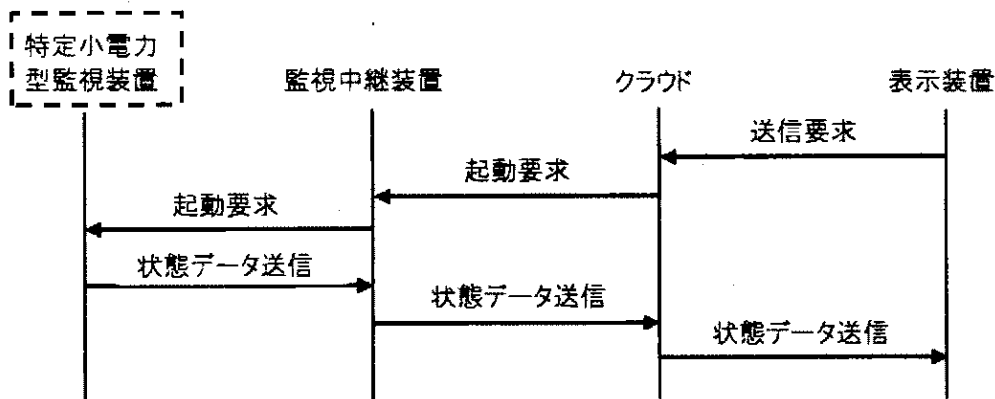 特定小電力
型監視装置
監視中継装置
クラウド
表示装置
送信要求
起動要求
起動要求
状態データ送信
状態データ送信
状態データ送信